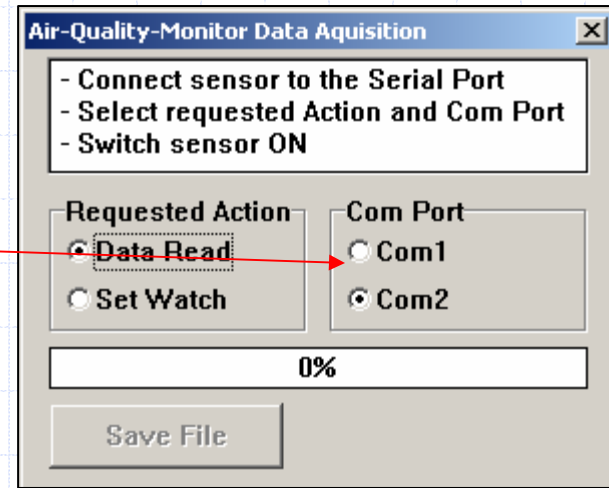 Air-Quality-Monitor Data Aquisition
- Connect sensor to the Serial Port
- Select requested Action and Com Port
- Switch sensor ON
Requested Action
Data Read
Set Watch
Com Port
Com1
Com2
0%
Save File